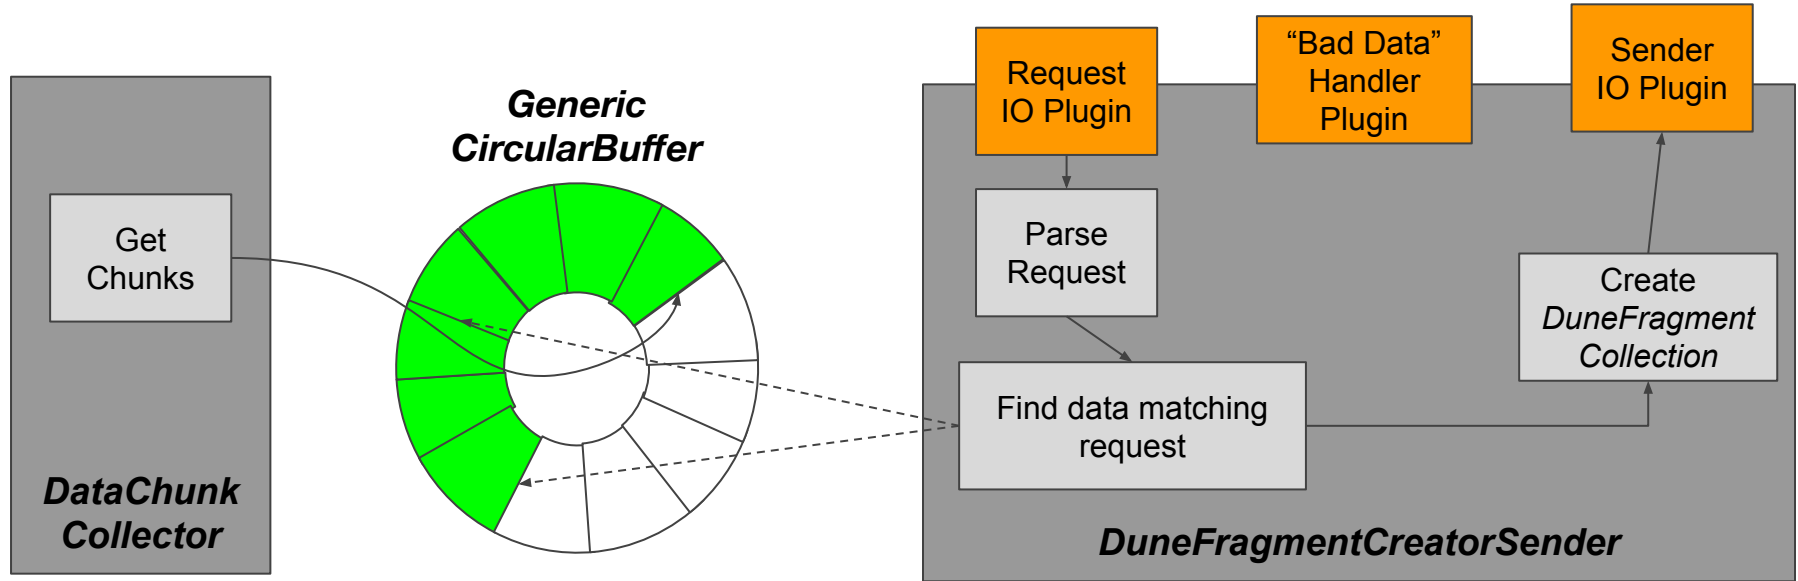 Get
Chunks
DataChunk
Collector
Generic
CircularBuffer
Request
IO Plugin
“Bad Data”
Handler
Plugin
Sender
IO Plugin
Parse
Request
Find data matching
request
Create
DuneFragment
Collection
DuneFragmentCreatorSender